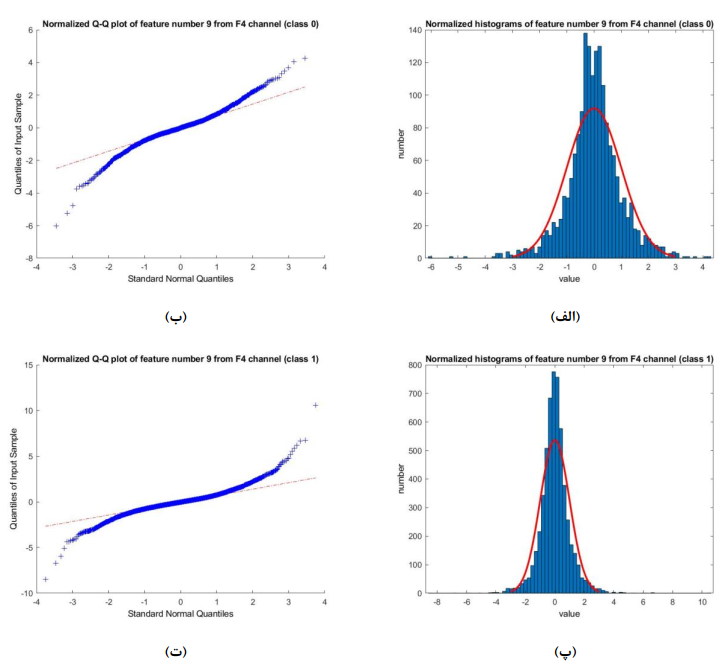 Normalized Q-Q plot of feature number 9 from F4 channel (class 0)
Quantiles of Input Sample
6
4
2
0
-2
-4
-6
-8
-4 -3 -2 -1 0 1 2 3 4
Standard Normal Quantiles
(ب)
Normalized histograms of feature number 9 from F4 channel (class 0)
number
140
120
100
80
60
40
20
0
-6 -5 -4 -3 -2 -1 0 1 2 3 4
value
(الف)
Normalized Q-Q plot of feature number 9 from F4 channel (class 1)
Quantiles of Input Sample
15
10
5
0
-5
-10
-4 -3 -2 -1 0 1 2 3 4
Standard Normal Quantiles
(ت)
Normalized histograms of feature number 9 from F4 channel (class 1)
number
800
700
600
500
400
300
200
100
0
-8 -6 -4 -2 0 2 4 6 8 10
value
(پ)